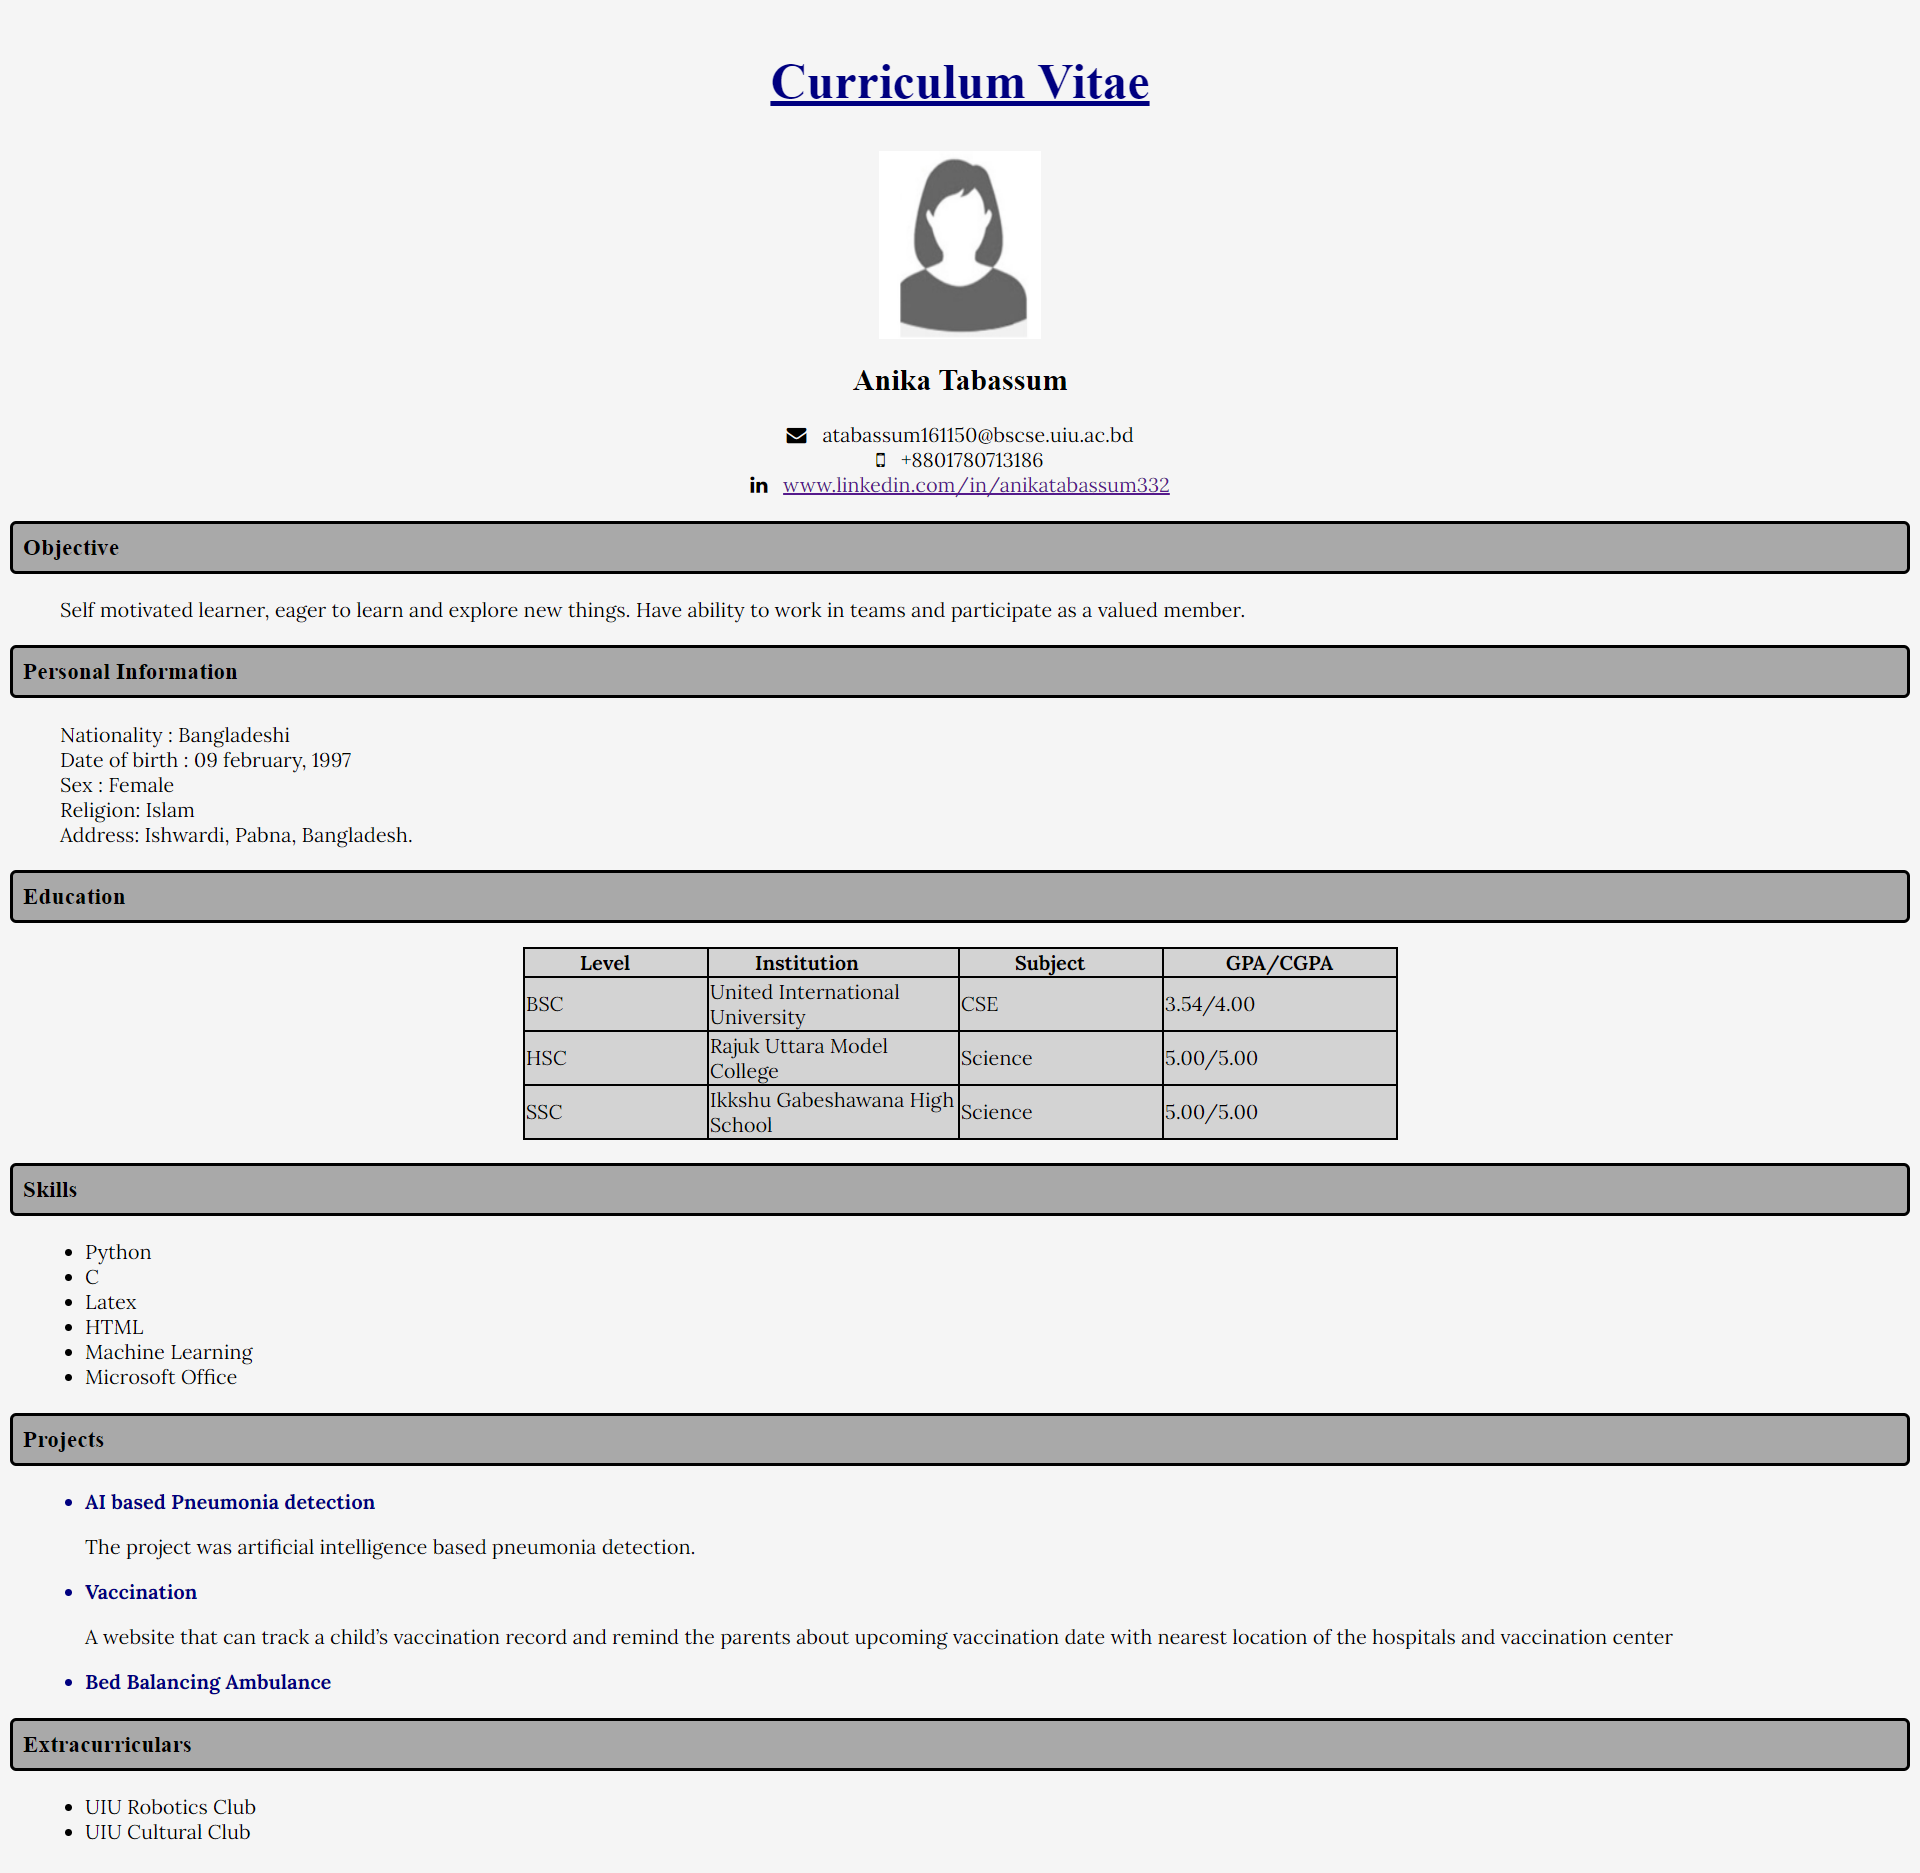 Curriculum Vitae
Anika Tabassum
atabassum161150@bscse.uiu.ac.bd
+8801780713186
www.linkedin.com/in/anikatabassum332
Objective
Self motivated learner, eager to learn and explore new things. Have ability to work in teams and participate as a valued member.
Personal Information
Nationality : Bangladeshi
Date of birth : 09 february, 1997
Sex : Female
Religion: Islam
Address: Ishwardi, Pabna, Bangladesh.
Education
Level Institution Subject GPA/CGPA
BSC United International University CSE 3.54/4.00
HSC Rajuk Uttara Model College Science 5.00/5.00
SSC Ikkshu Gabeshawana High School Science 5.00/5.00
Skills
Python
C
Latex
HTML
Machine Learning
Microsoft Office
Projects
AI based Pneumonia detection
The project was artificial intelligence based pneumonia detection.
Vaccination
A website that can track a child’s vaccination record and remind the parents about upcoming vaccination date with nearest location of the hospitals and vaccination center
Bed Balancing Ambulance
Extracurriculars
UIU Robotics Club
UIU Cultural Club